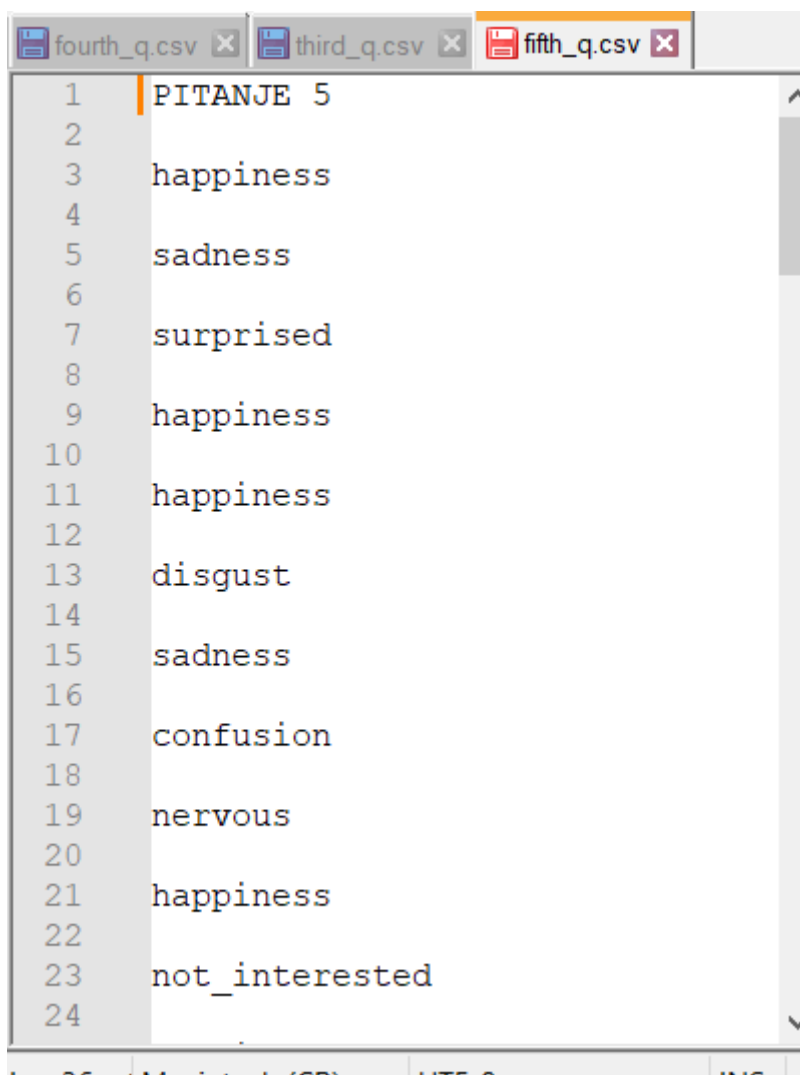 fourth_q.csv third_q.csv fifth_q.csv
1 PITANJE 5
2
3 happiness
4
5 sadness
6
7 surprised
8
9 happiness
10
11 happiness
12
13 disgust
14
15 sadness
16
17 confusion
18
19 nervous
20
21 happiness
22
23 not_interested
24